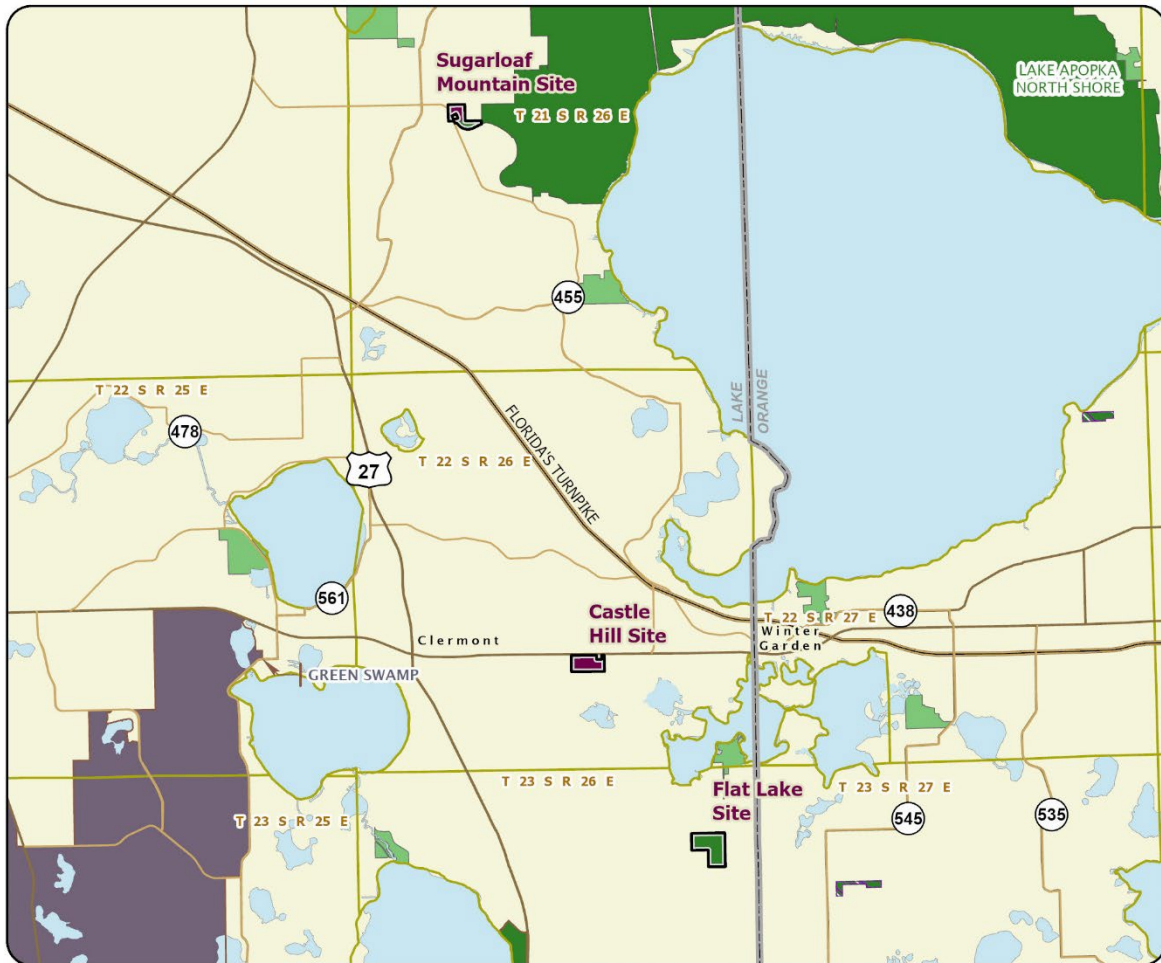 Sugarloaf
Mountain Site
LAKE APOPKA
NORTH SHORE
T 21 S R 26 E
455
T 22 S R 25 E
LAKE
ORANGE
478
FLORIDA'S TURNPIKE
27
T 22 S R 26 E
561
Castle
Hill Site
438
T 22 S R 27 E
Clermont
Winter
Garden
GREEN SWAMP
T 23 S R 26 E
Flat Lake
Site
T 23 S R 27 E
T 23 S R 25 E
545
535